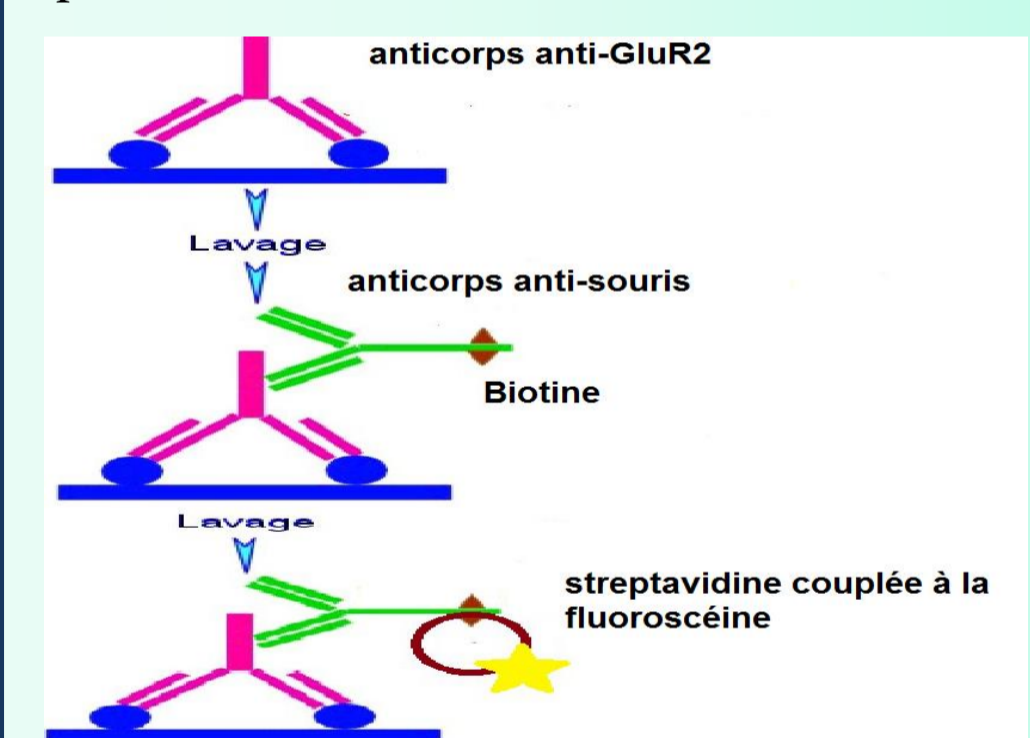 anticorps anti-GluR2
Lavage
anticorps anti-souris
Biotine
Lavage
streptavidine couplée à la
fluoroscéine